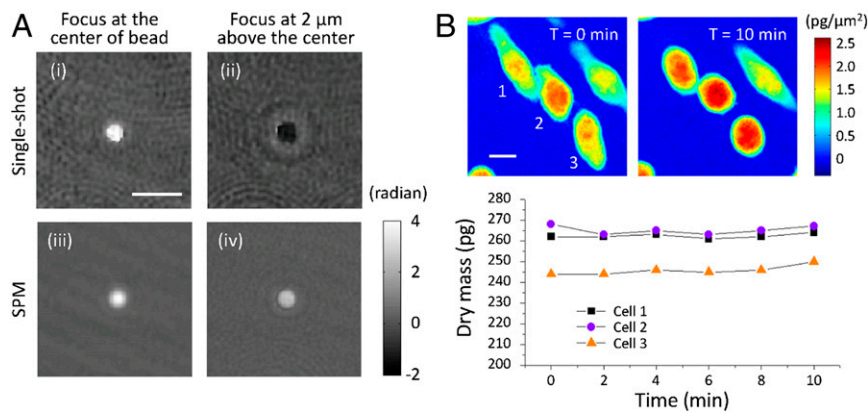 A
Focus at the
center of bead
Focus at 2 μm
above the center
Single-shot
(i)
(ii)
SPM
(iii)
(iv)
(radian)
4
2
0
-2
B
T = 0 min
T = 10 min
1
2
3
(pg/μm²)
2.5
2.0
1.5
1.0
0.5
0
Dry mass (pg)
280
270
260
250
240
230
220
210
200
Cell 1
Cell 2
Cell 3
0 2 4 6 8 10
Time (min)